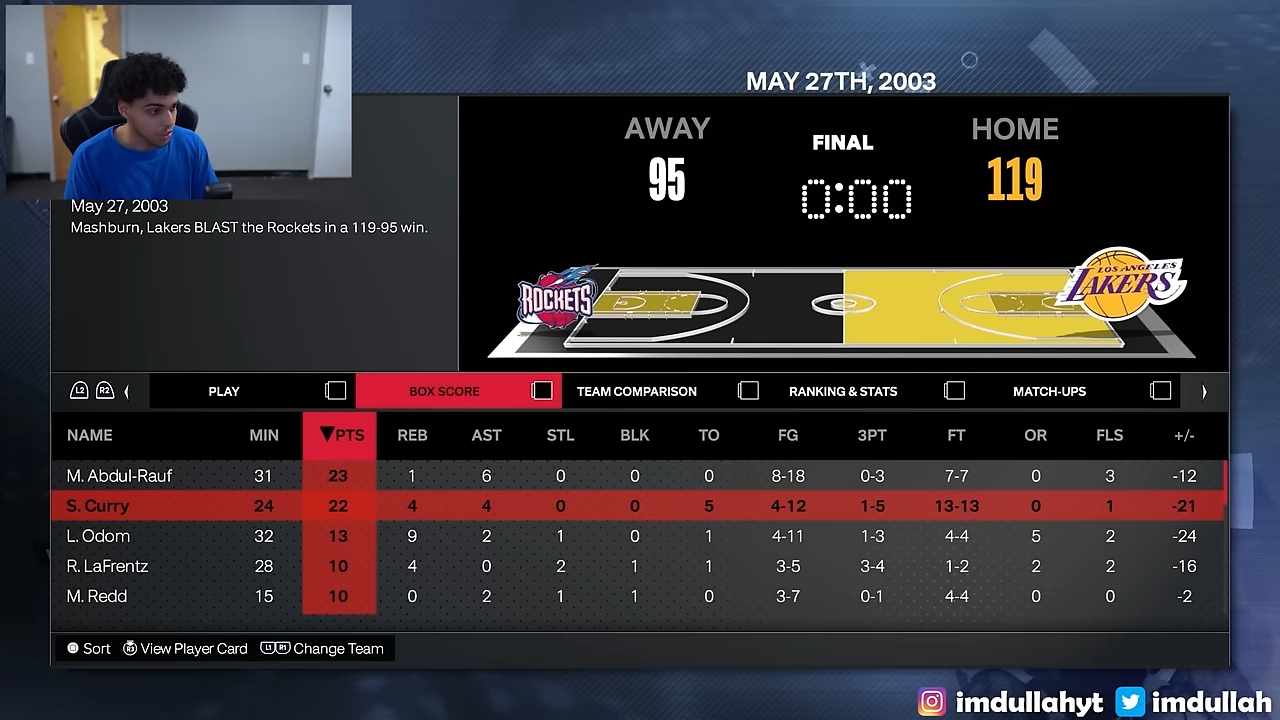 MAY 27TH, 2003
AWAY
95
FINAL
0:00
HOME
119
May 27, 2003
Mashburn, Lakers BLAST the Rockets in a 119-95 win.
ROCKETS
LOS ANGELES
LAKERS
L2 R2 PLAY BOX SCORE TEAM COMPARISON RANKING & STATS MATCH-UPS
NAME MIN ▼PTS REB AST STL BLK TO FG 3PT FT OR FLS +/-
M. Abdul-Rauf 31 23 1 6 0 0 0 8-18 0-3 7-7 0 3 -12
S. Curry 24 22 4 4 0 0 5 4-12 1-5 13-13 0 1 -21
L. Odom 32 13 9 2 1 0 1 4-11 1-3 4-4 5 2 -24
R. LaFrentz 28 10 4 0 2 1 1 3-5 3-4 1-2 2 2 -16
M. Redd 15 10 0 2 1 1 0 3-7 0-1 4-4 0 0 -2
Sort R5 View Player Card L1 R1 Change Team
imdullahyt imdullah